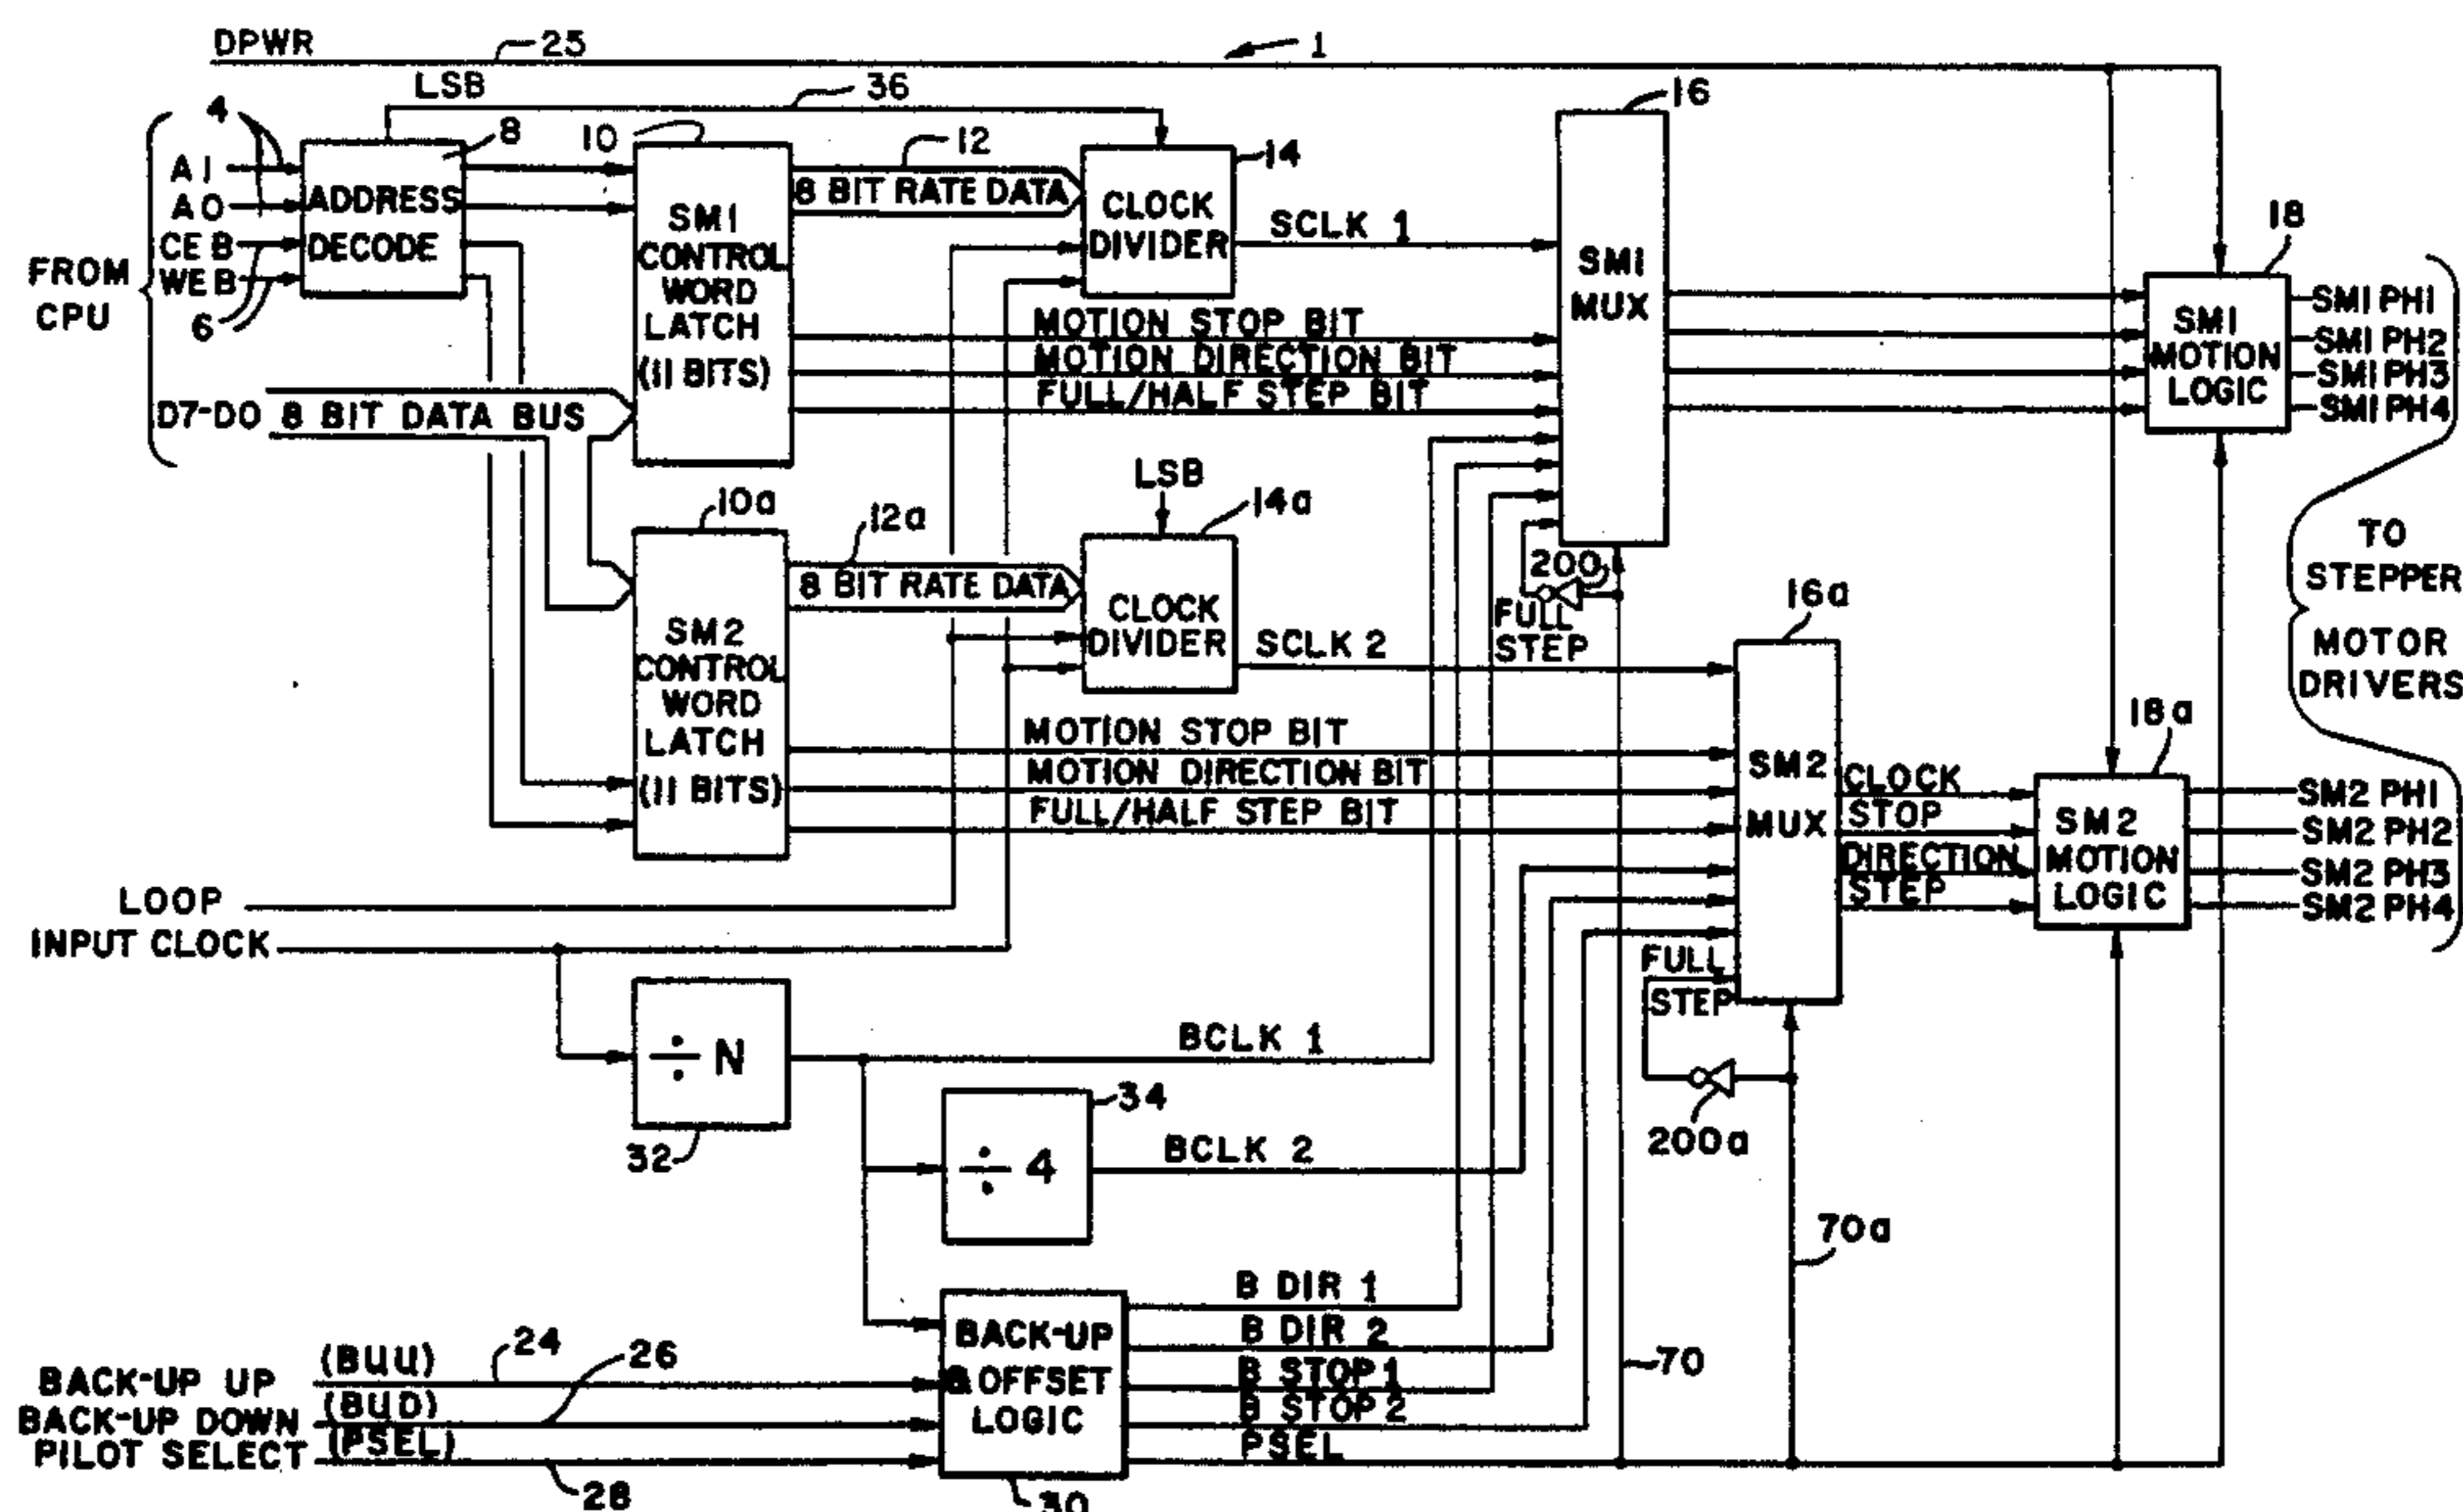 DPWR
25
1
LSB
36
4
8
10
12
14
16
18
A1
A0
CEB
WEB
6
FROM
CPU
ADDRESS
DECODE
SM1
CONTROL
WORD
LATCH
(11 BITS)
8 BIT RATE DATA
CLOCK
DIVIDER
SCLK 1
MOTION STOP BIT
MOTION DIRECTION BIT
FULL/HALF STEP BIT
SM1
MUX
SM1
MOTION
LOGIC
SM1 PH1
SM1 PH2
SM1 PH3
SM1 PH4
D7-D0 8 BIT DATA BUS
10a
12a
LSB
14a
200
FULL
STEP
16a
TO
STEPPER
MOTOR
DRIVERS
SM2
CONTROL
WORD
LATCH
(11 BITS)
8 BIT RATE DATA
CLOCK
DIVIDER
SCLK 2
MOTION STOP BIT
MOTION DIRECTION BIT
FULL/HALF STEP BIT
SM2
MUX
CLOCK
STOP
DIRECTION
STEP
18a
SM2
MOTION
LOGIC
SM2 PH1
SM2 PH2
SM2 PH3
SM2 PH4
LOOP
INPUT CLOCK
FULL
STEP
÷ N
32
BCLK 1
÷ 4
34
BCLK 2
200a
70a
70
BACK-UP UP (BUU) 24
BACK-UP DOWN (BUD) 26
PILOT SELECT (PSEL) 28
BACK-UP
& OFFSET
LOGIC
30
B DIR 1
B DIR 2
B STOP 1
B STOP 2
PSEL